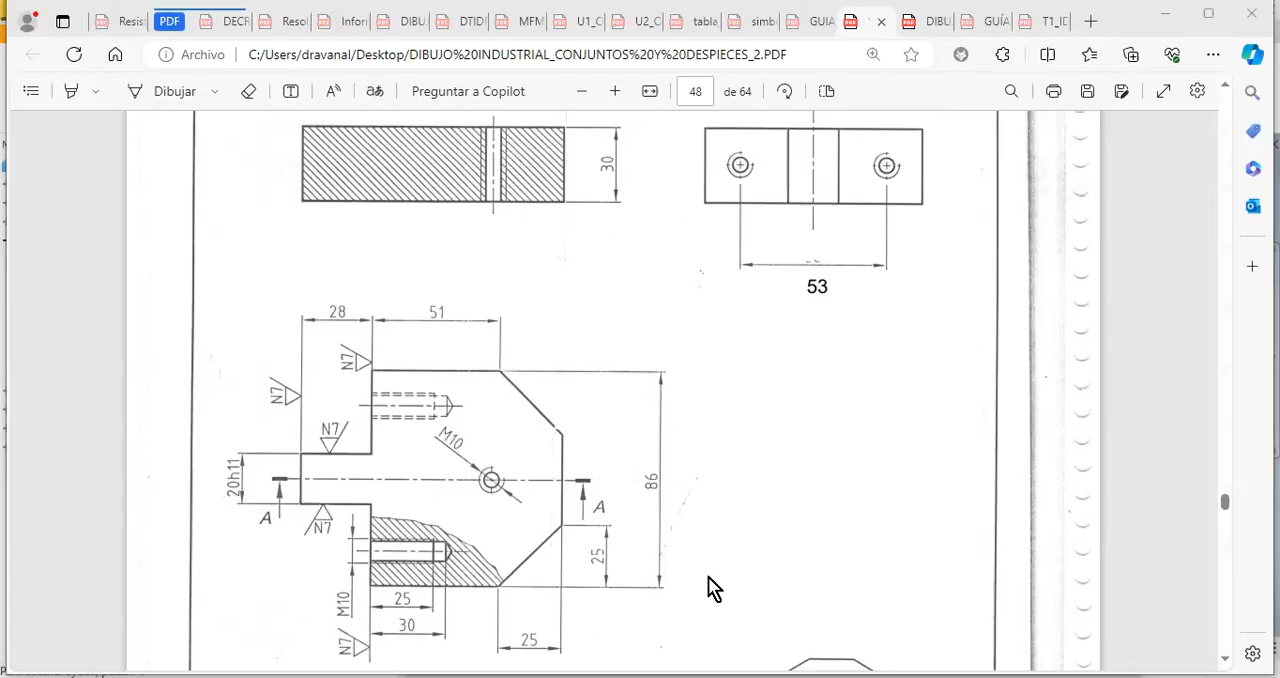 Resis
PDF
DECR
Resol
Infor
DIBU
DTID
MFM
U1_C
U2_C
tabla
simb
GUIA
DIBU
GUÍA
T1_ID
Archivo
C:/Users/dravanal/Desktop/DIBUJO%20INDUSTRIAL_CONJUNTOS%20Y%20DESPIECES_2.PDF
Dibujar
Preguntar a Copilot
48
de 64
30
53
28
51
N7
N7
N7
M10
20h11
86
A
A
N7
25
M10
25
30
25
N7